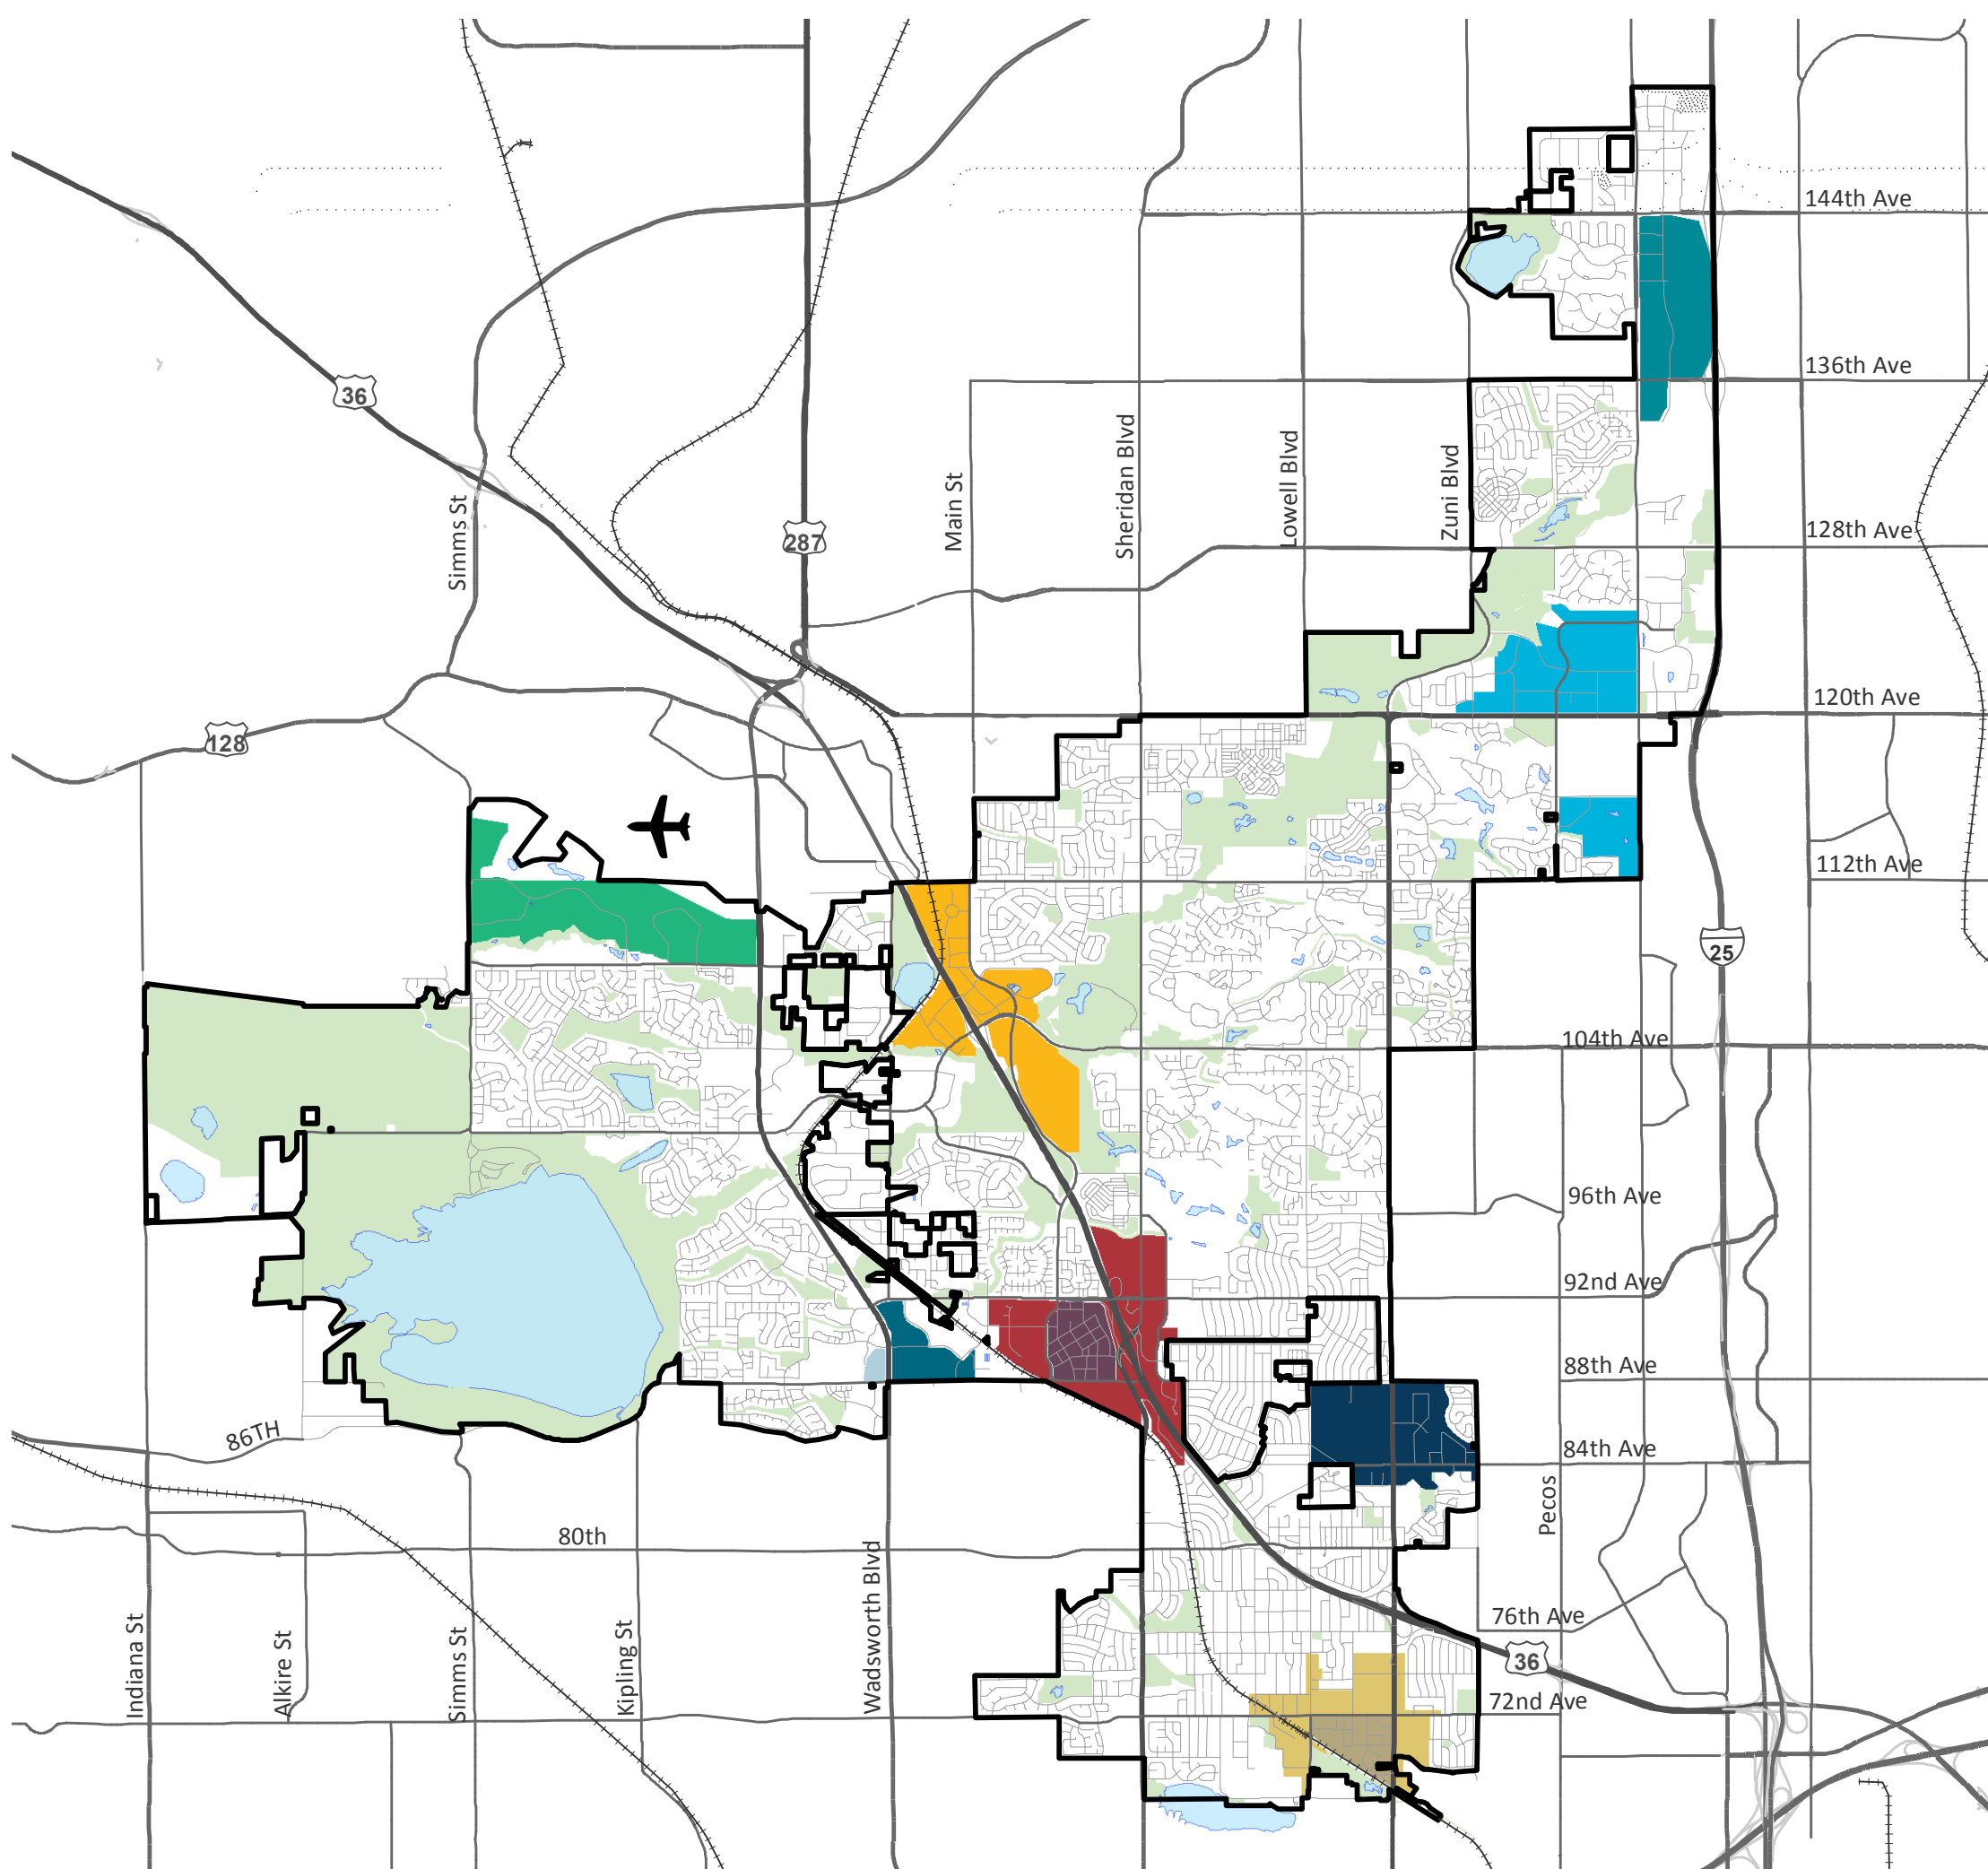 144th Ave
136th Ave
36
Sheridan Blvd
Lowell Blvd
Zuni Blvd
Main St
Simms St
287
128th Ave
120th Ave
128
112th Ave
25
104th Ave
96th Ave
92nd Ave
88th Ave
86TH
84th Ave
Pecos
80th
Wadsworth Blvd
76th Ave
Indiana St
Alkire St
Simms St
Kipling St
36
72nd Ave